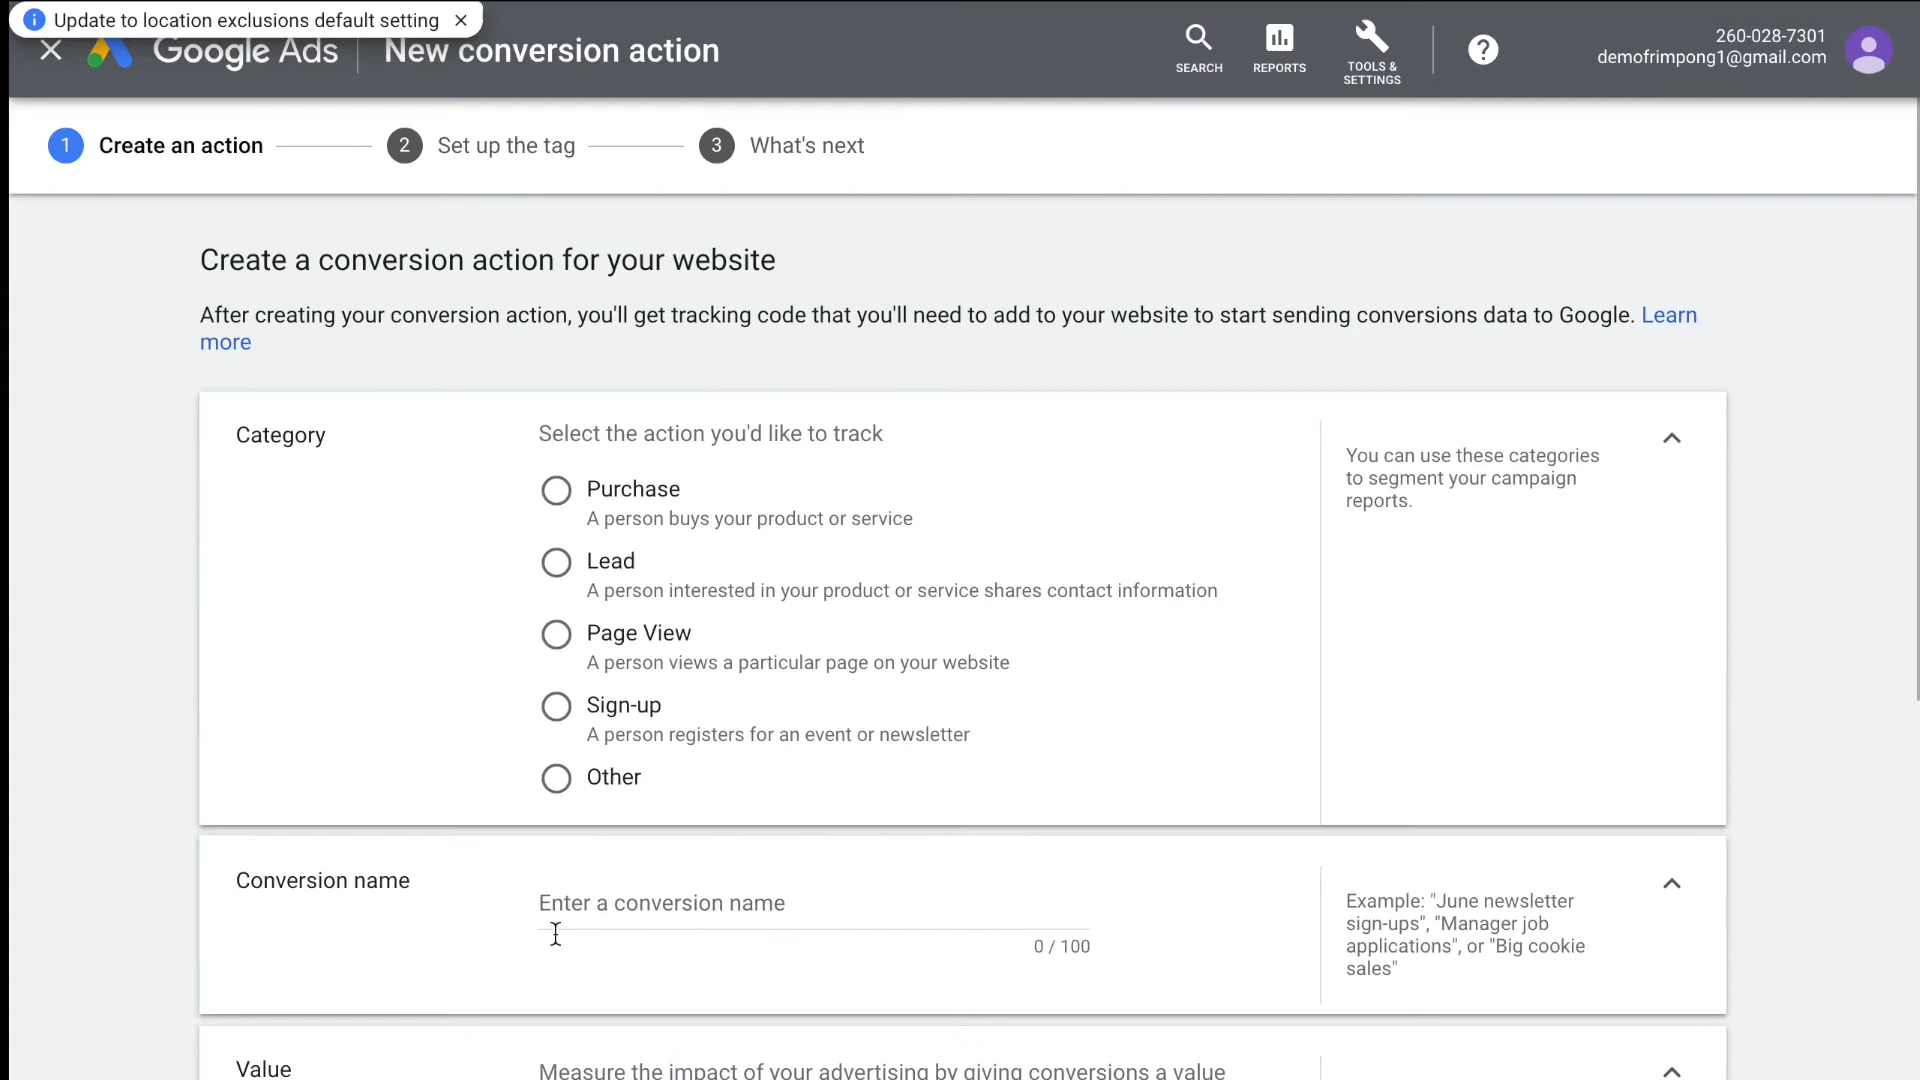 Update to location exclusions default setting
Google Ads
New conversion action
SEARCH
REPORTS
TOOLS &
SETTINGS
260-028-7301
demofrimpong1@gmail.com
1 Create an action
2 Set up the tag
3 What's next
Create a conversion action for your website
After creating your conversion action, you'll get tracking code that you'll need to add to your website to start sending conversions data to Google. Learn
more
Category
Select the action you'd like to track
Purchase
A person buys your product or service
Lead
A person interested in your product or service shares contact information
Page View
A person views a particular page on your website
Sign-up
A person registers for an event or newsletter
Other
You can use these categories
to segment your campaign
reports.
Conversion name
Enter a conversion name
0 / 100
Example: "June newsletter
sign-ups", "Manager job
applications", or "Big cookie
sales"
Value
Measure the impact of your advertising by giving conversions a value